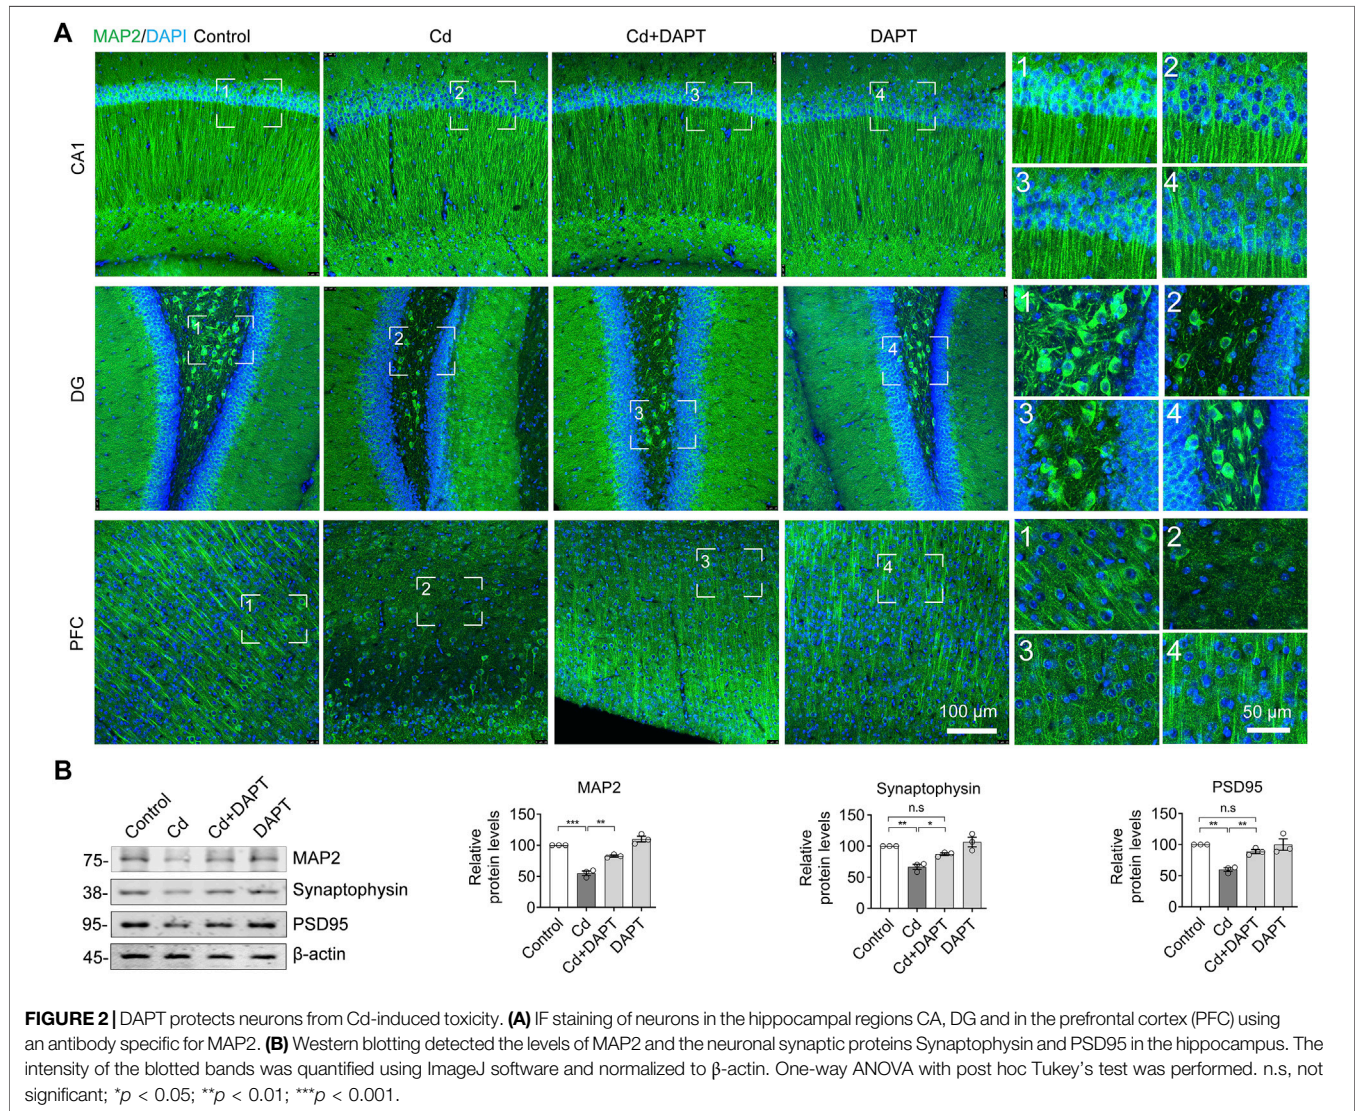 A
MAP2/DAPI Control
Cd
Cd+DAPT
DAPT
CA1
1
2
3
4
1
2
3
4
DG
1
2
3
4
1
2
3
4
PFC
1
2
3
4
100 µm
1
2
3
4
50 µm
B
Control
Cd
Cd+DAPT
DAPT
75-
MAP2
38-
Synaptophysin
95-
PSD95
45-
β-actin
MAP2
Relative
protein levels
150
100
50
0
***
**
Control
Cd
Cd+DAPT
DAPT
Synaptophysin
Relative
protein levels
150
100
50
0
n.s
**
*
Control
Cd
Cd+DAPT
DAPT
PSD95
Relative
protein levels
150
100
50
0
n.s
**
**
Control
Cd
Cd+DAPT
DAPT
FIGURE 2 | DAPT protects neurons from Cd-induced toxicity. (A) IF staining of neurons in the hippocampal regions CA, DG and in the prefrontal cortex (PFC) using
an antibody specific for MAP2. (B) Western blotting detected the levels of MAP2 and the neuronal synaptic proteins Synaptophysin and PSD95 in the hippocampus. The
intensity of the blotted bands was quantified using ImageJ software and normalized to β-actin. One-way ANOVA with post hoc Tukey's test was performed. n.s, not
significant; *p < 0.05; **p < 0.01; ***p < 0.001.